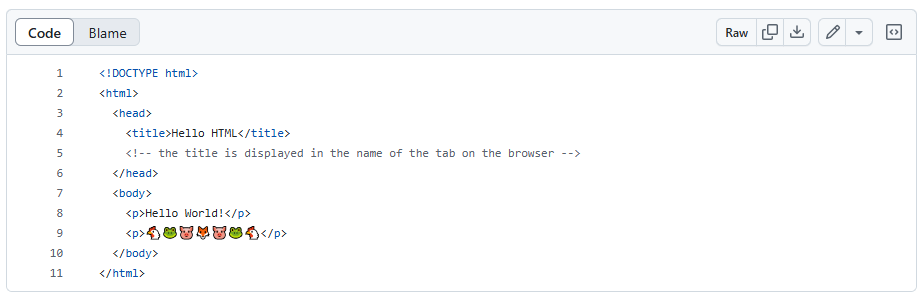 Code Blame Raw
1 <!DOCTYPE html>
2 <html>
3   <head>
4     <title>Hello HTML</title>
5     <!-- the title is displayed in the name of the tab on the browser -->
6   </head>
7   <body>
8     <p>Hello World!</p>
9     <p>🐔🐸🐷🦊🐷🐸🐔</p>
10   </body>
11 </html>